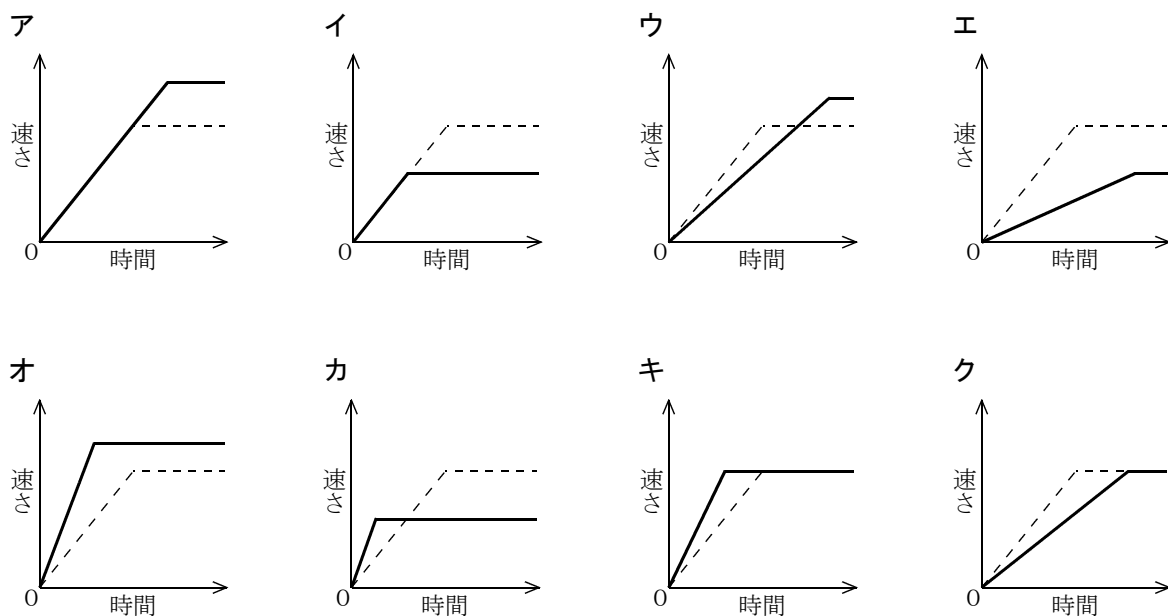 ア イ ウ エ
速さ 速さ 速さ 速さ
0 時間 0 時間 0 時間 0 時間
オ カ キ ク
速さ 速さ 速さ 速さ
0 時間 0 時間 0 時間 0 時間